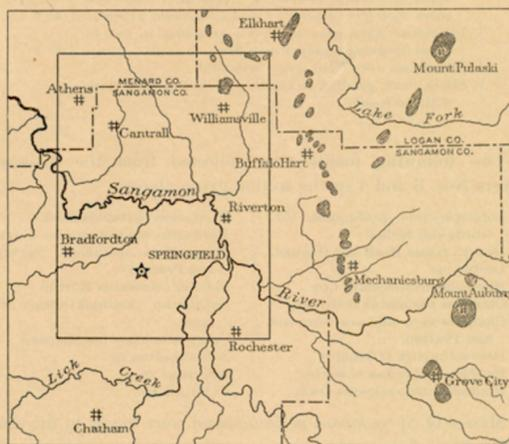 Elkhart
Mount Pulaski
Athens
MENARD CO.
SANGAMON CO.
Williamsville
Cantrall
Lake Fork
LOGAN CO.
SANGAMON CO.
Buffalo Hart
Sangamon
Riverton
Bradfordton
SPRINGFIELD
Mechanicsburg
River
Mount Auburn
Rochester
Lick Creek
Grove City
Chatham